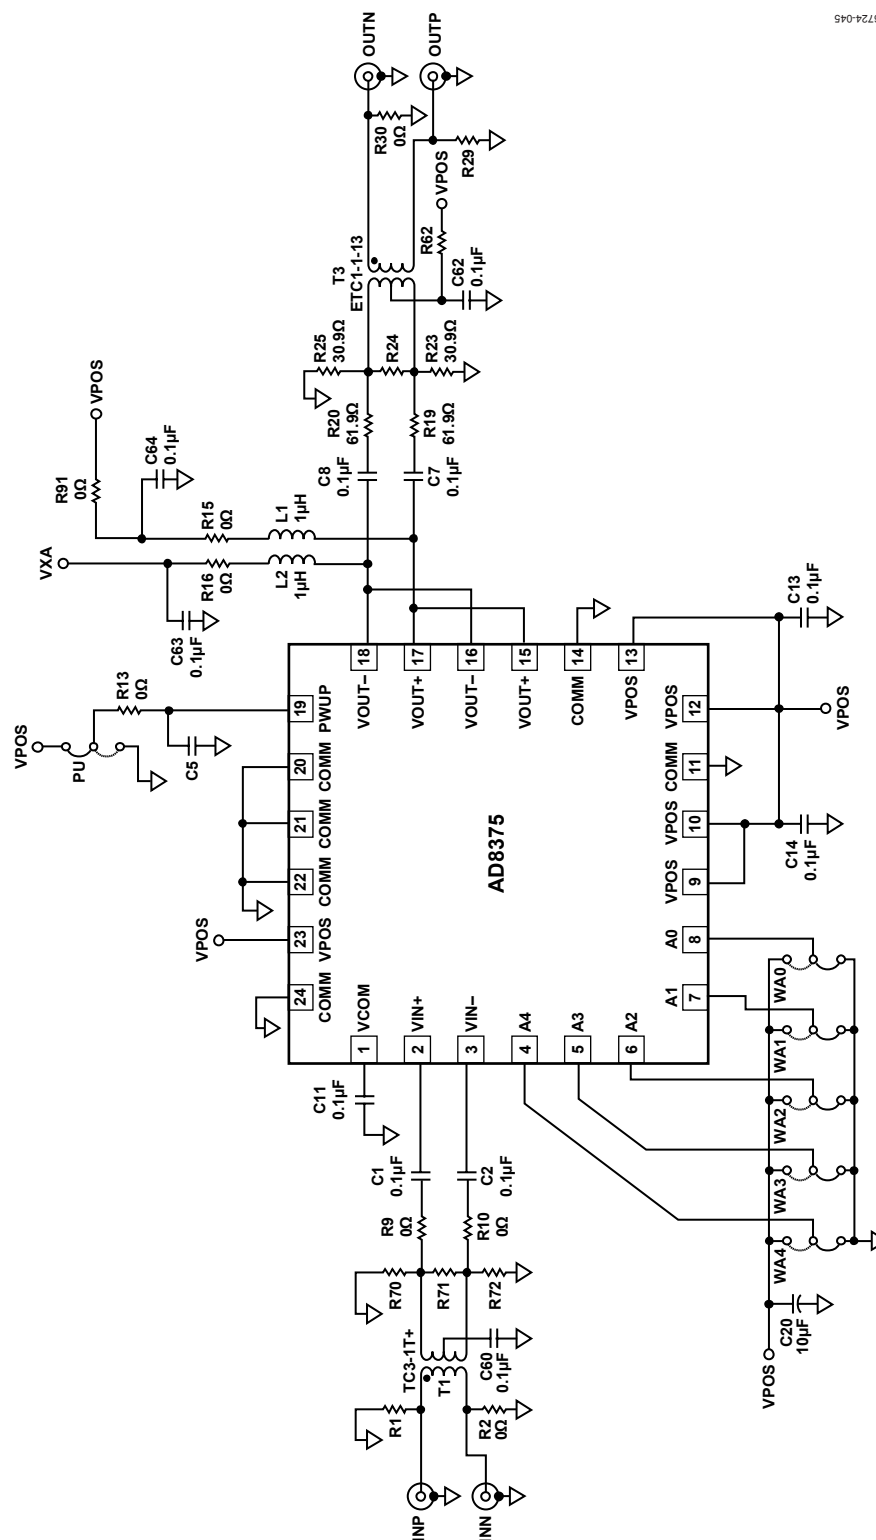 6724-045
OUTN
OUTP
R30
0Ω
R29
VPOS
R62
C62
0.1µF
T3
ETC1-1-13
R25
30.9Ω
R24
R23
30.9Ω
R20
61.9Ω
R19
61.9Ω
C8
0.1µF
C7
0.1µF
VPOS
R91
0Ω
C64
0.1µF
R15
0Ω
L1
1µH
VXA
R16
0Ω
L2
1µH
C63
0.1µF
VPOS
PU
R13
0Ω
C5
18
VOUT−
17
VOUT+
16
VOUT−
15
VOUT+
14
COMM
13
VPOS
C13
0.1µF
19
PWUP
20
COMM
21
COMM
22
COMM
VPOS
23
VPOS
24
COMM
AD8375
12
VPOS
VPOS
11
COMM
10
VPOS
C14
0.1µF
9
VPOS
8
A0
7
A1
1
VCOM
2
VIN+
3
VIN−
4
A4
5
A3
6
A2
WA0
WA1
WA2
WA3
WA4
C20
10µF
VPOS
C11
0.1µF
C1
0.1µF
C2
0.1µF
R9
0Ω
R10
0Ω
R70
R71
R72
TC3-1T+
T1
C60
0.1µF
R1
R2
0Ω